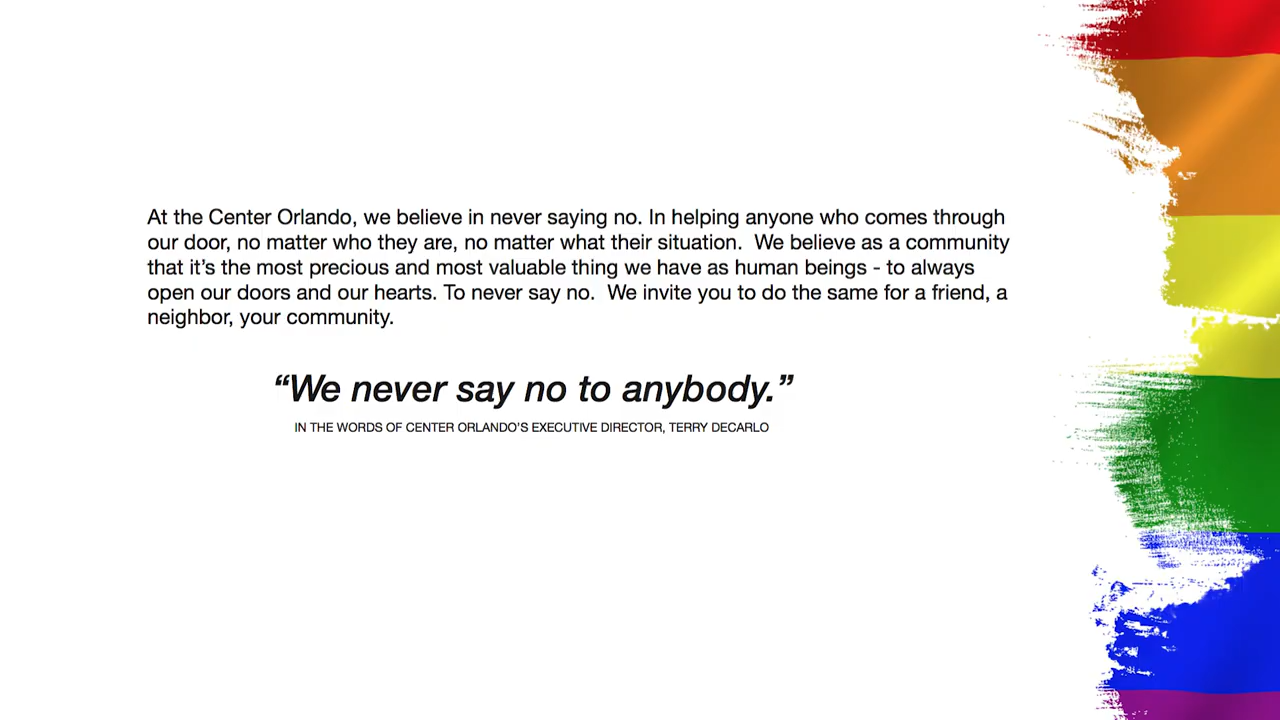 At the Center Orlando, we believe in never saying no. In helping anyone who comes through
our door, no matter who they are, no matter what their situation.  We believe as a community
that it’s the most precious and most valuable thing we have as human beings - to always
open our doors and our hearts. To never say no.  We invite you to do the same for a friend, a
neighbor, your community.
“We never say no to anybody.”
IN THE WORDS OF CENTER ORLANDO’S EXECUTIVE DIRECTOR, TERRY DECARLO